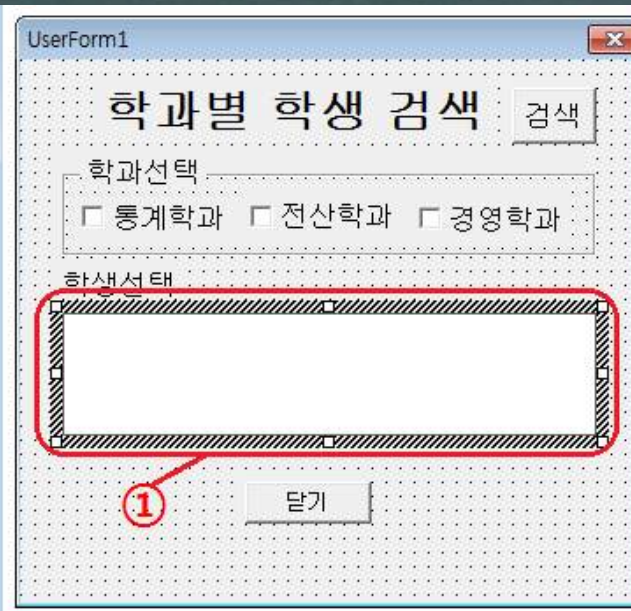 UserForm1
학과별 학생 검색 검색
학과선택
통계학과 전산학과 경영학과
학생선택
①
닫기